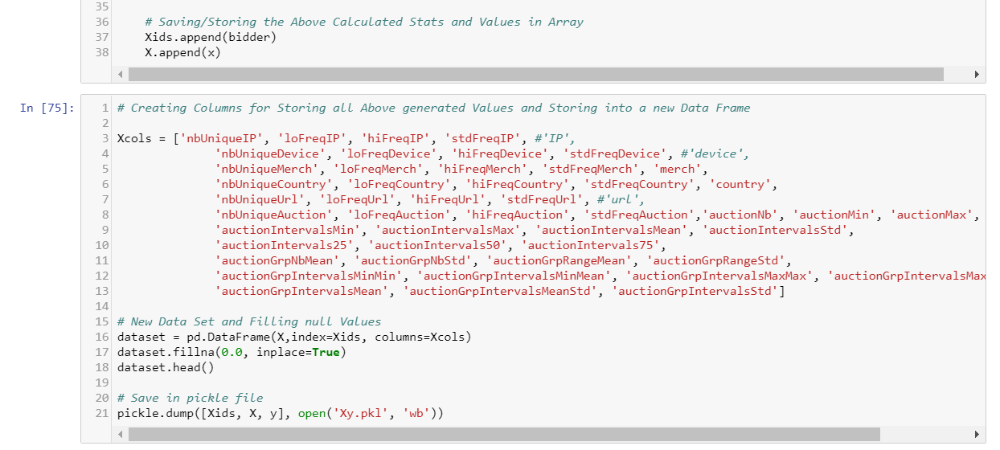 35
36 # Saving/Storing the Above Calculated Stats and Values in Array
37 Xids.append(bidder)
38 X.append(x)
In [75]:
1 # Creating Columns for Storing all Above generated Values and Storing into a new Data Frame
2
3 Xcols = ['nbUniqueIP', 'loFreqIP', 'hiFreqIP', 'stdFreqIP', #'IP',
4 'nbUniqueDevice', 'loFreqDevice', 'hiFreqDevice', 'stdFreqDevice', #'device',
5 'nbUniqueMerch', 'loFreqMerch', 'hiFreqMerch', 'stdFreqMerch', 'merch',
6 'nbUniqueCountry', 'loFreqCountry', 'hiFreqCountry', 'stdFreqCountry', 'country',
7 'nbUniqueUrl', 'loFreqUrl', 'hiFreqUrl', 'stdFreqUrl', #'url',
8 'nbUniqueAuction', 'loFreqAuction', 'hiFreqAuction', 'stdFreqAuction','auctionNb', 'auctionMin', 'auctionMax',
9 'auctionIntervalsMin', 'auctionIntervalsMax', 'auctionIntervalsMean', 'auctionIntervalsStd',
10 'auctionIntervals25', 'auctionIntervals50', 'auctionIntervals75',
11 'auctionGrpNbMean', 'auctionGrpNbStd', 'auctionGrpRangeMean', 'auctionGrpRangeStd',
12 'auctionGrpIntervalsMinMin', 'auctionGrpIntervalsMinMean', 'auctionGrpIntervalsMaxMax', 'auctionGrpIntervalsMax
13 'auctionGrpIntervalsMean', 'auctionGrpIntervalsMeanStd', 'auctionGrpIntervalsStd']
14
15 # New Data Set and Filling null Values
16 dataset = pd.DataFrame(X,index=Xids, columns=Xcols)
17 dataset.fillna(0.0, inplace=True)
18 dataset.head()
19
20 # Save in pickle file
21 pickle.dump([Xids, X, y], open('Xy.pkl', 'wb'))